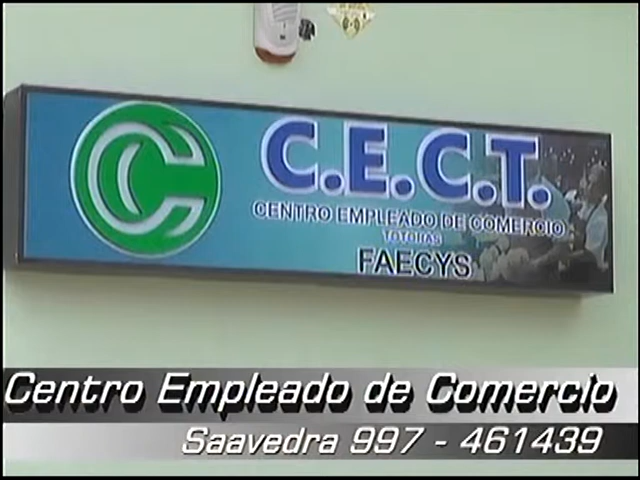 C.E.C.T.
CENTRO EMPLEADO DE COMERCIO
TOTORAS
FAECYS
Centro Empleado de Comercio
Saavedra 997 - 461439